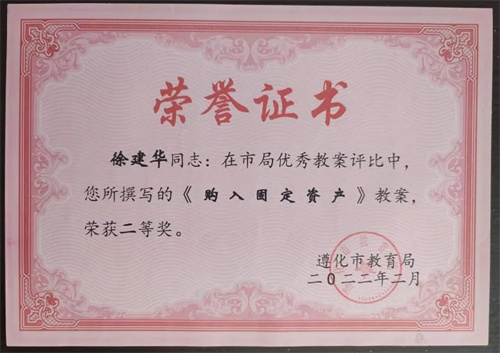 荣誉证书
徐建华同志：在市局优秀教案评比中，
您所撰写的《购入固定资产》教案，
荣获二等奖。
遵化市教育局
二〇二二年二月